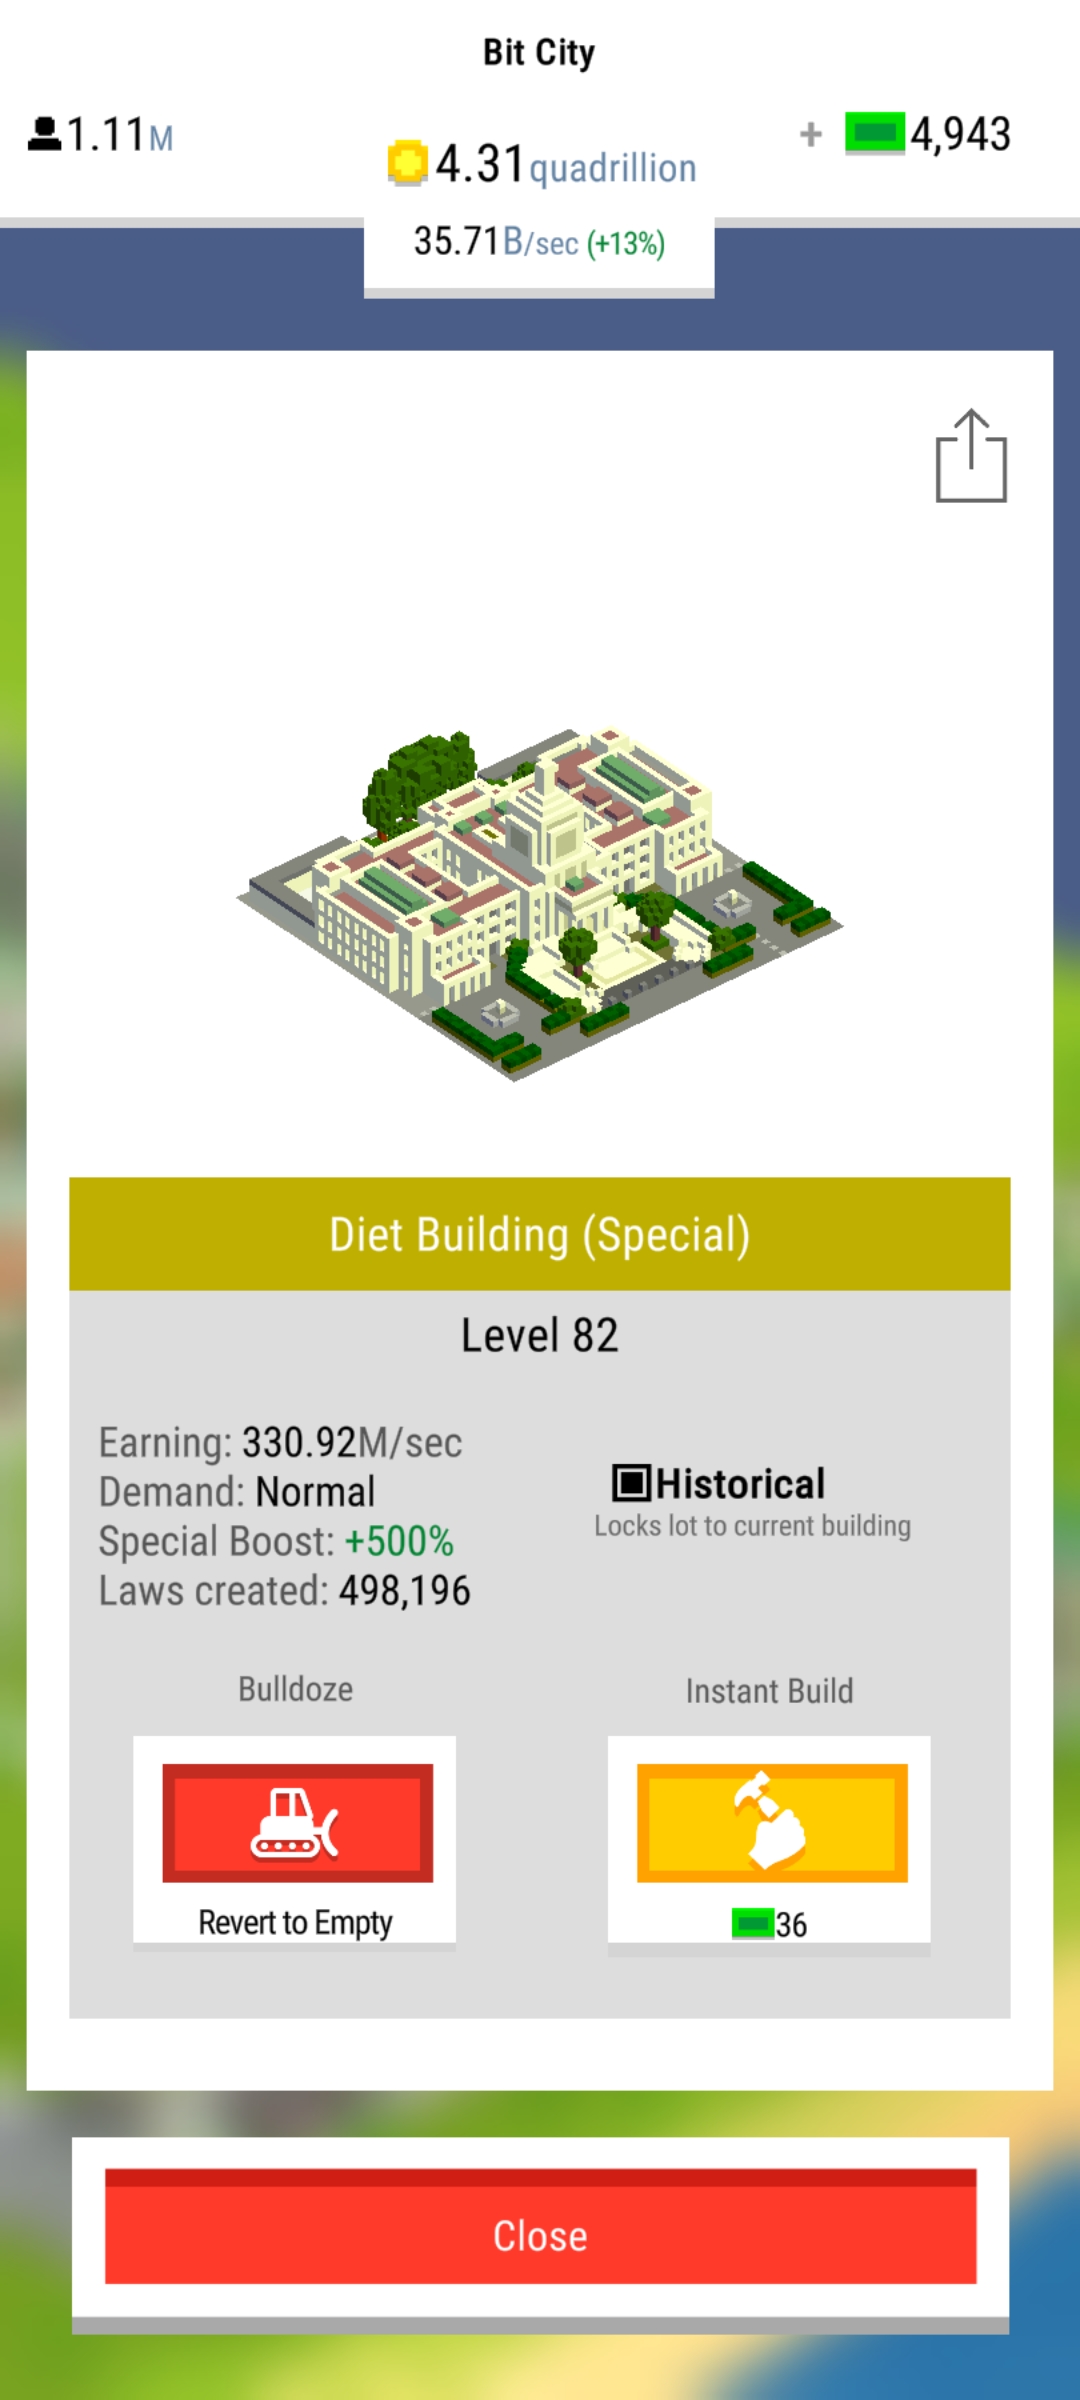 Bit City
1.11M
4.31quadrillion
+ 4,943
35.71B/sec (+13%)
Diet Building (Special)
Level 82
Earning: 330.92M/sec
Demand: Normal
Special Boost: +500%
Laws created: 498,196
Historical
Locks lot to current building
Bulldoze
Instant Build
Revert to Empty
36
Close